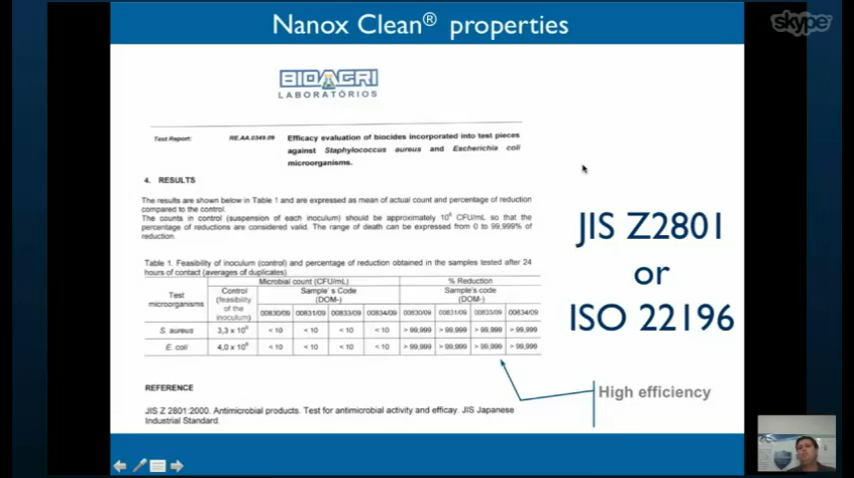 Nanox Clean® properties
skype
BIOAGRI
LABORATÓRIOS
Test Report: RE.AA.0349.09 Efficacy evaluation of biocides incorporated into test pieces
against Staphylococcus aureus and Escherichia coli
microorganisms.
4. RESULTS
The results are shown below in Table 1 and are expressed as mean of actual count and percentage of reduction
compared to the control.
The counts in control (suspension of each inoculum) should be approximately 10⁶ CFU/mL so that the
percentage of reductions are considered valid. The range of death can be expressed from 0 to 99,999% of
reduction.
Table 1. Feasibility of inoculum (control) and percentage of reduction obtained in the samples tested after 24
hours of contact (averages of duplicates)
Test microorganisms Microbial count (CFU/mL) % Reduction
Control (feasibility of the inoculum) Sample´s Code (DOM-) Sample's code (DOM-)
00830/09 00831/09 00833/09 00834/09 00830/09 00831/09 00833/09 00834/09
S. aureus 3,3 x 10⁶ < 10 < 10 < 10 < 10 > 99,999 > 99,999 > 99,999 > 99,999
E. coli 4,0 x 10⁶ < 10 < 10 < 10 < 10 > 99,999 > 99,999 > 99,999 > 99,999
REFERENCE
JIS Z 2801:2000. Antimicrobial products. Test for antimicrobial activity and efficay. JIS Japanese
Industrial Standard.
JIS Z2801
or
ISO 22196
High efficiency